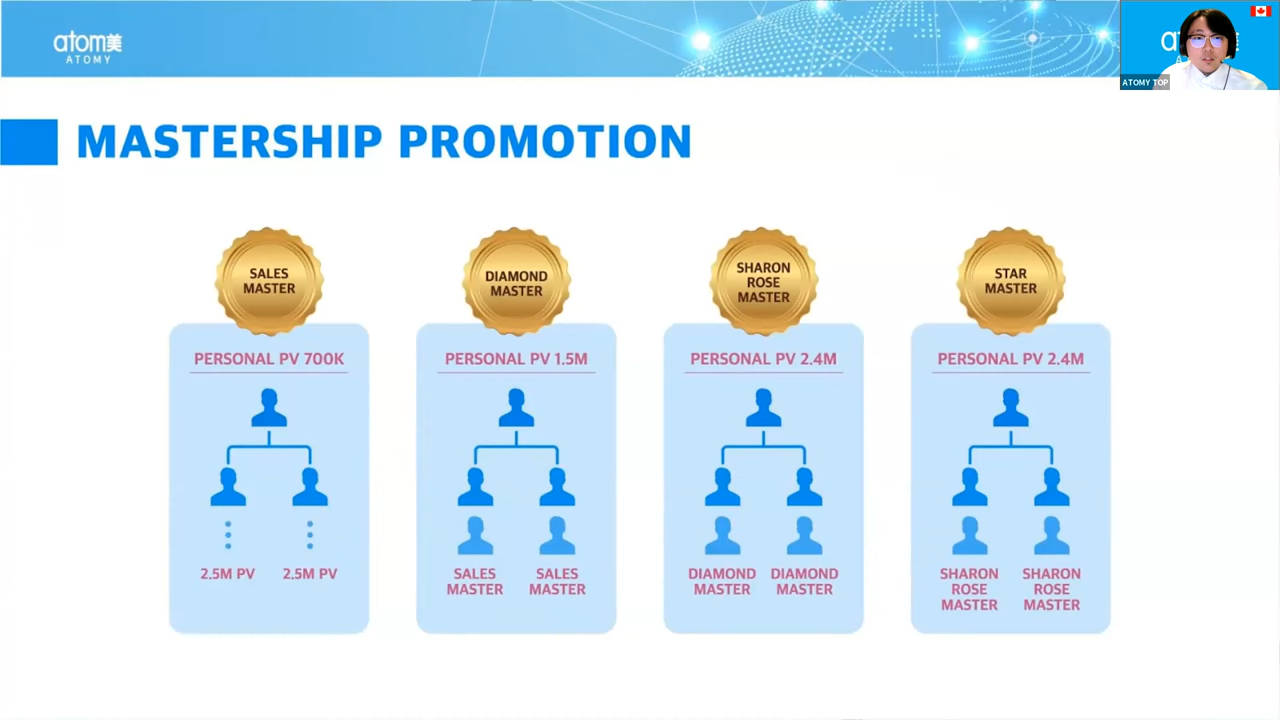 atom美
ATOMY
ATOMY TOP
MASTERSHIP PROMOTION
SALES
MASTER
PERSONAL PV 700K
2.5M PV
2.5M PV
DIAMOND
MASTER
PERSONAL PV 1.5M
SALES
MASTER
SALES
MASTER
SHARON
ROSE
MASTER
PERSONAL PV 2.4M
DIAMOND
MASTER
DIAMOND
MASTER
STAR
MASTER
PERSONAL PV 2.4M
SHARON
ROSE
MASTER
SHARON
ROSE
MASTER